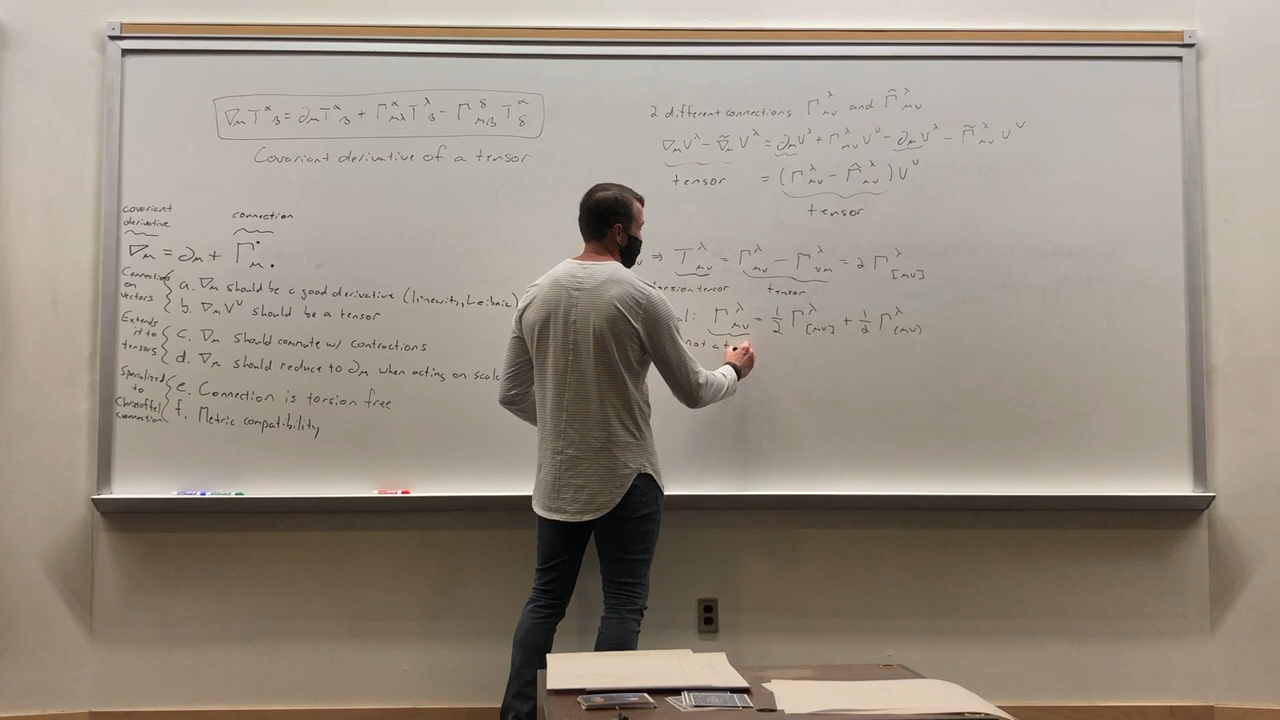 ∇_μ T^α_β = ∂_μ T^α_β + Γ^α_μλ T^λ_β - Γ^δ_μβ T^α_δ
Covariant derivative of a tensor
covariant derivative
connection
∇_μ = ∂_μ + Γ^•_μ•
Connections on vectors
a. ∇_μ should be a good derivative (linearity, Leibniz)
b. ∇_μ V^ν should be a tensor
Extends it to tensors
c. ∇_μ should commute w/ contractions
d. ∇_μ should reduce to ∂_μ when acting on scala
Specialized to Christoffel connection
e. Connection is torsion free
f. Metric compatibility
2 different connections Γ^λ_μν and Γ̂^λ_μν
∇_μ V^λ - ∇̃_μ V^λ = ∂_μ V^λ + Γ^λ_μν V^ν - ∂_μ V^λ - Γ̃^λ_μν V^ν
tensor = (Γ^λ_μν - Γ̂^λ_μν) V^ν
tensor
⇒ T^λ_μν = Γ^λ_μν - Γ^λ_νμ = 2 Γ^λ_[μν]
torsion tensor tensor
al: Γ^λ_μν = 1/2 Γ^λ_[μν] + 1/2 Γ^λ_(μν)
not a t